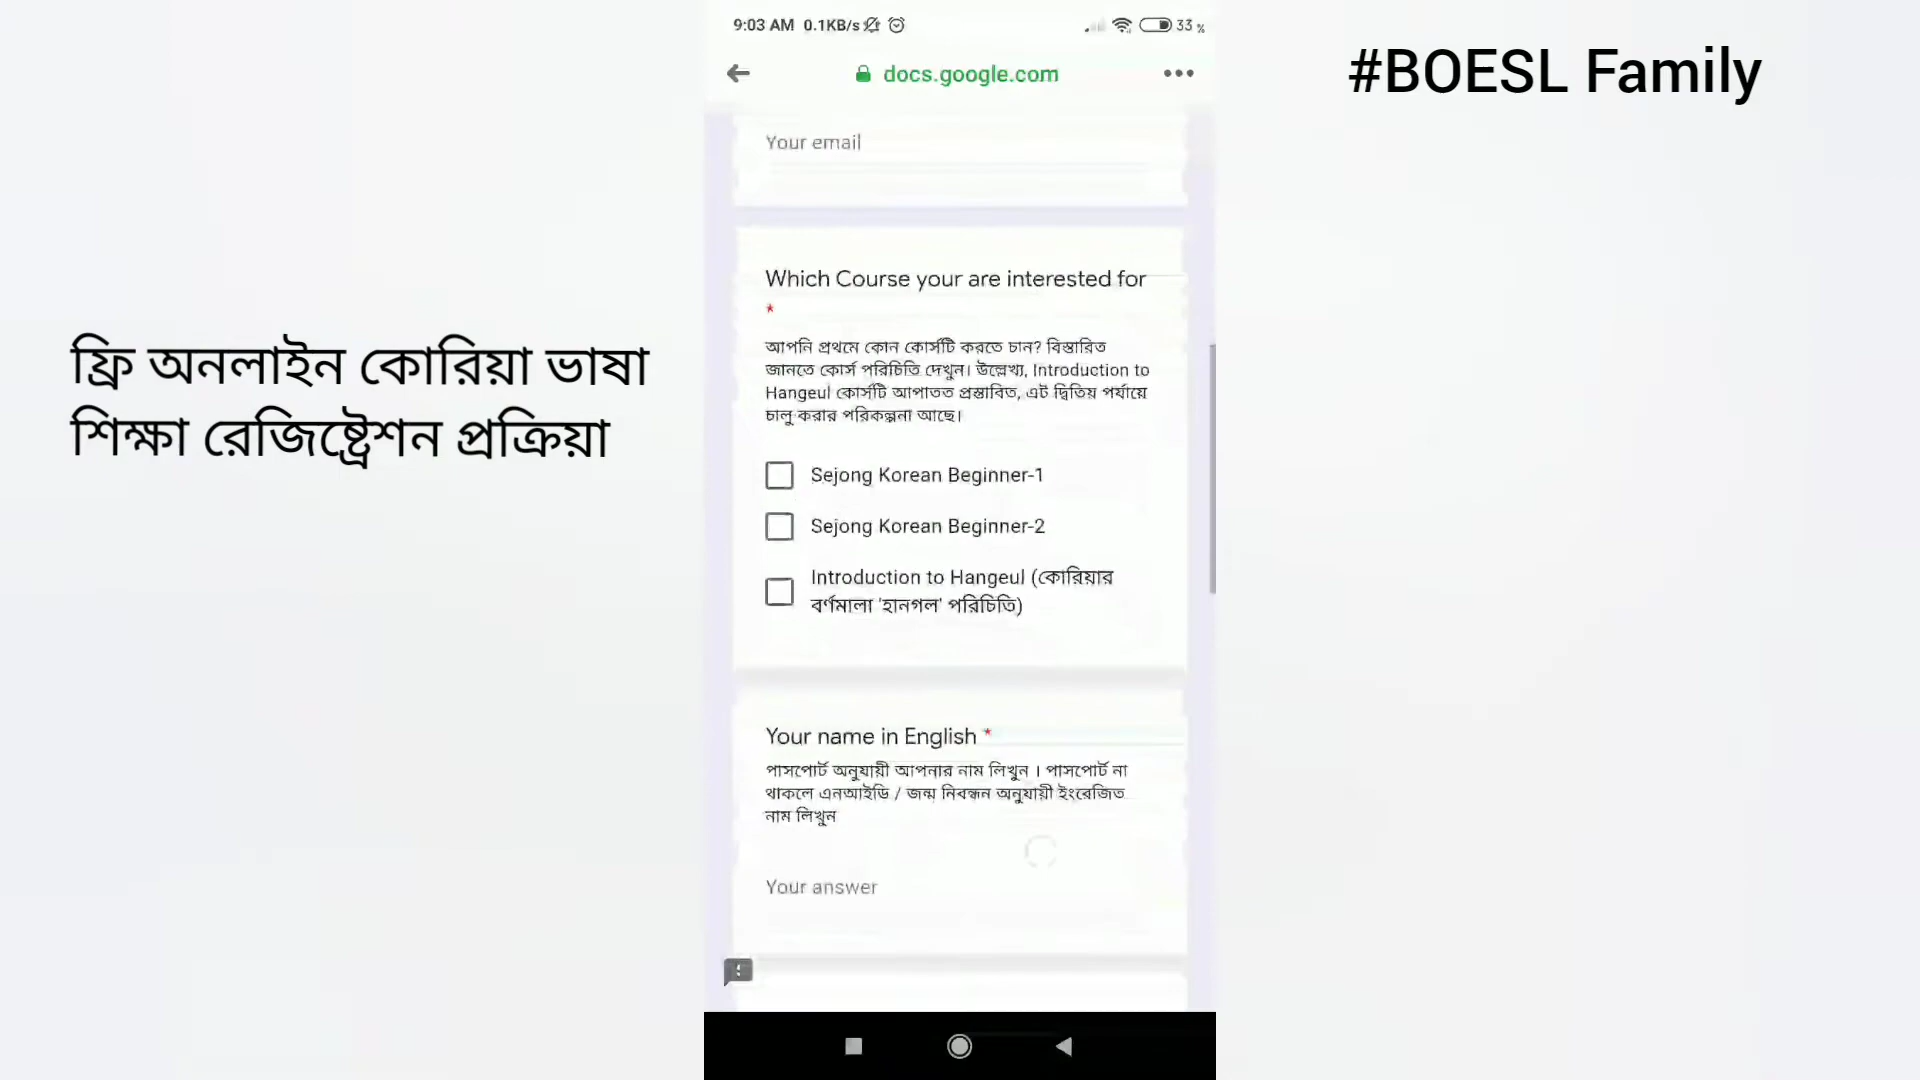 9:03 AM 0.1KB/s
33 %
docs.google.com
#BOESL Family
Your email
Which Course your are interested for
*
আপনি প্রথমে কোন কোর্সটি করতে চান? বিস্তারিত
জানতে কোর্স পরিচিতি দেখুন। উল্লেখ্য, Introduction to
Hangeul কোর্সটি আপাতত প্রস্তাবিত, এট দ্বিতিয় পর্যায়ে
চালু করার পরিকল্পনা আছে।
ফ্রি অনলাইন কোরিয়া ভাষা
শিক্ষা রেজিষ্ট্রেশন প্রক্রিয়া
Sejong Korean Beginner-1
Sejong Korean Beginner-2
Introduction to Hangeul (কোরিয়ার
বর্ণমালা 'হানগল' পরিচিতি)
Your name in English *
পাসপোর্ট অনুযায়ী আপনার নাম লিখুন । পাসপোর্ট না
থাকলে এনআইডি / জন্ম নিবন্ধন অনুযায়ী ইংরেজিত
নাম লিখুন
Your answer